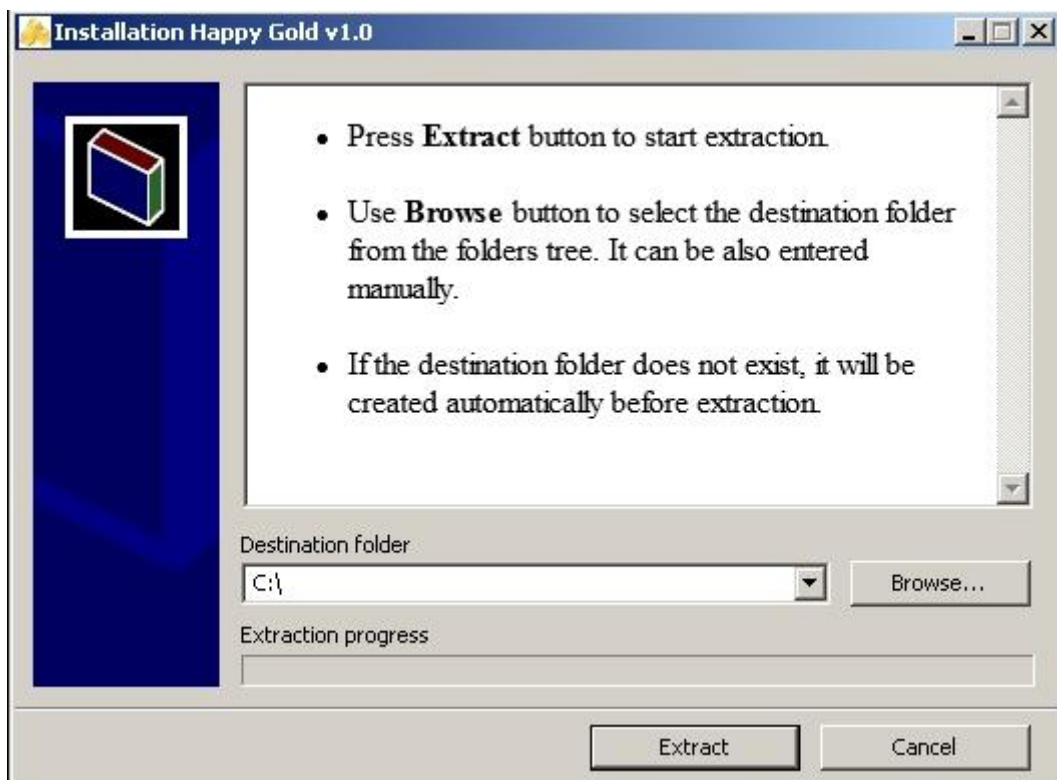 Installation Happy Gold v1.0
• Press Extract button to start extraction.
• Use Browse button to select the destination folder
from the folders tree. It can be also entered
manually.
• If the destination folder does not exist, it will be
created automatically before extraction.
Destination folder
C:\
Browse...
Extraction progress
Extract
Cancel